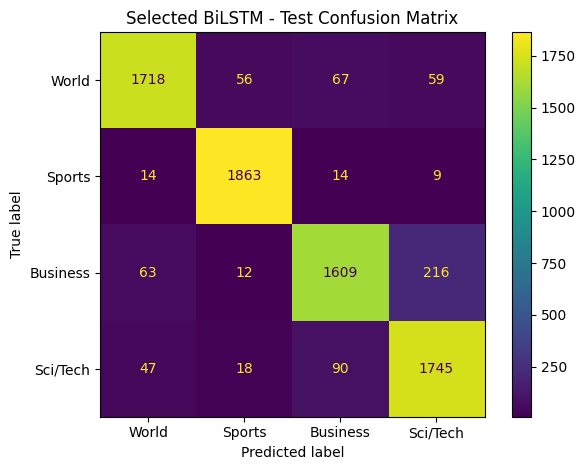 Selected BiLSTM - Test Confusion Matrix
World 1718 56 67 59
Sports 14 1863 14 9
Business 63 12 1609 216
Sci/Tech 47 18 90 1745
World Sports Business Sci/Tech
Predicted label
True label
1750
1500
1250
1000
750
500
250